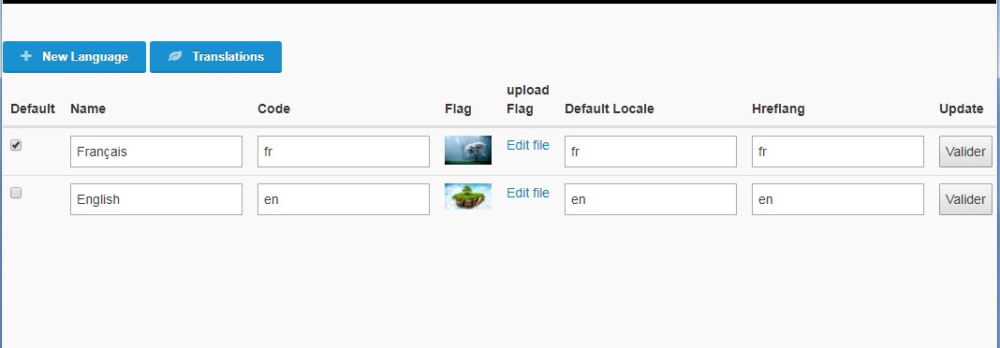 New Language Translations
Default Name Code Flag upload Flag Default Locale Hreflang Update
Français fr Edit file fr fr Valider
English en Edit file en en Valider